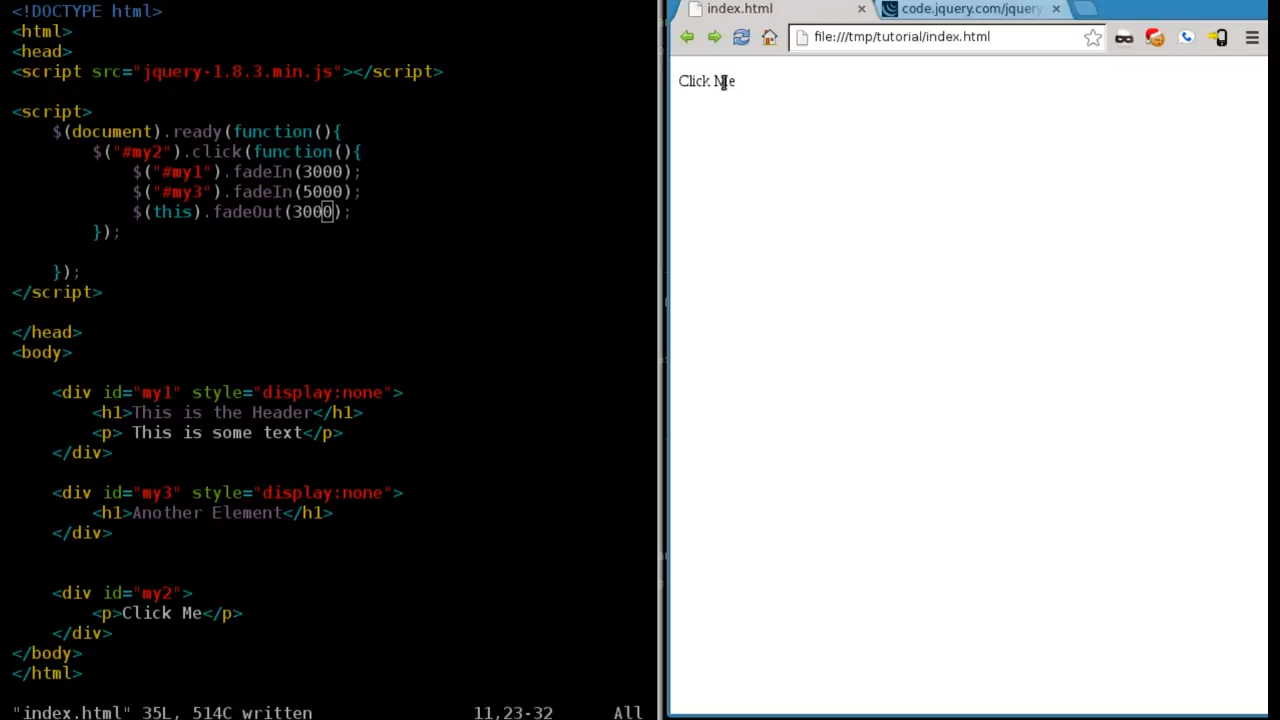 <!DOCTYPE html>
<html>
<head>
<script src="jquery-1.8.3.min.js"></script>
<script>
$(document).ready(function(){
$("#my2").click(function(){
$("#my1").fadeIn(3000);
$("#my3").fadeIn(5000);
$(this).fadeOut(3000);
});
});
</script>
</head>
<body>
<div id="my1" style="display:none">
<h1>This is the Header</h1>
<p> This is some text</p>
</div>
<div id="my3" style="display:none">
<h1>Another Element</h1>
</div>
<div id="my2">
<p>Click Me</p>
</div>
</body>
</html>
"index.html" 35L, 514C written 11,23-32 All
index.html
code.jquery.com/jquery
file:///tmp/tutorial/index.html
Click Me